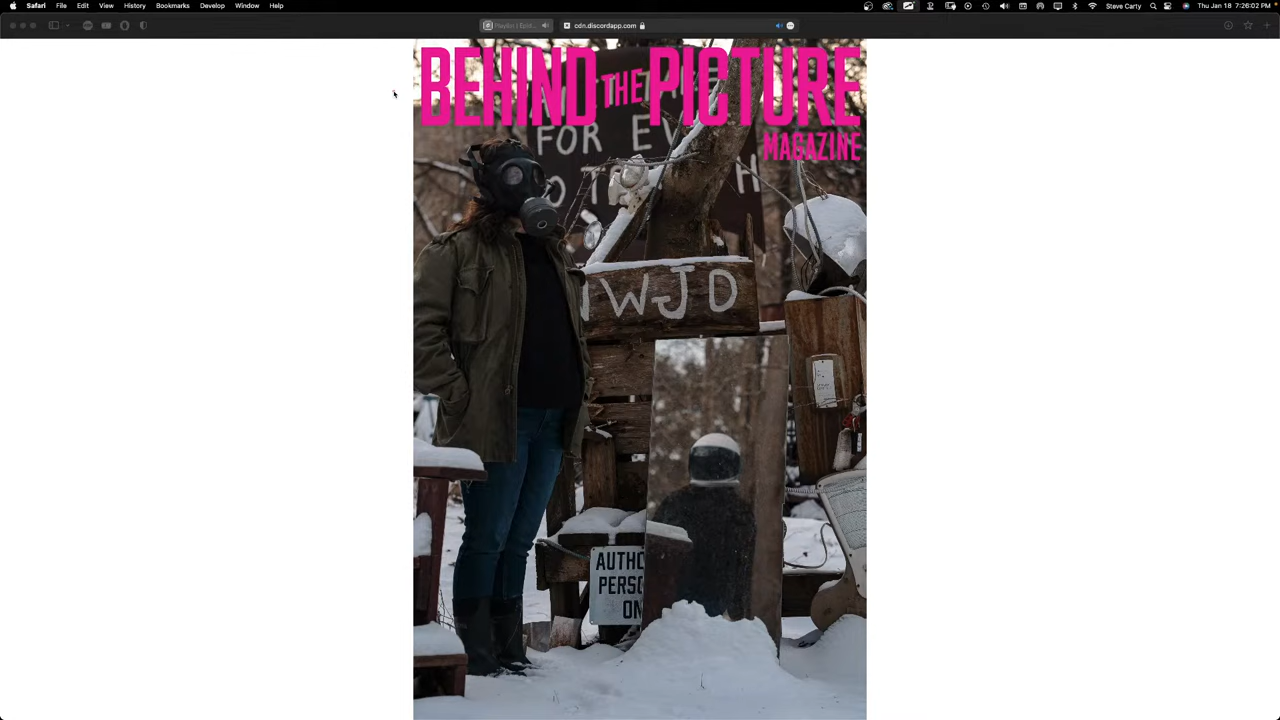 Safari File Edit View History Bookmarks Develop Window Help
Steve Carty Thu Jan 18 7:26:02 PM
cdn.discordapp.com
BEHIND THE PICTURE
MAGAZINE
FOR EV
H
WJD
AUTHO
PERSO
ON